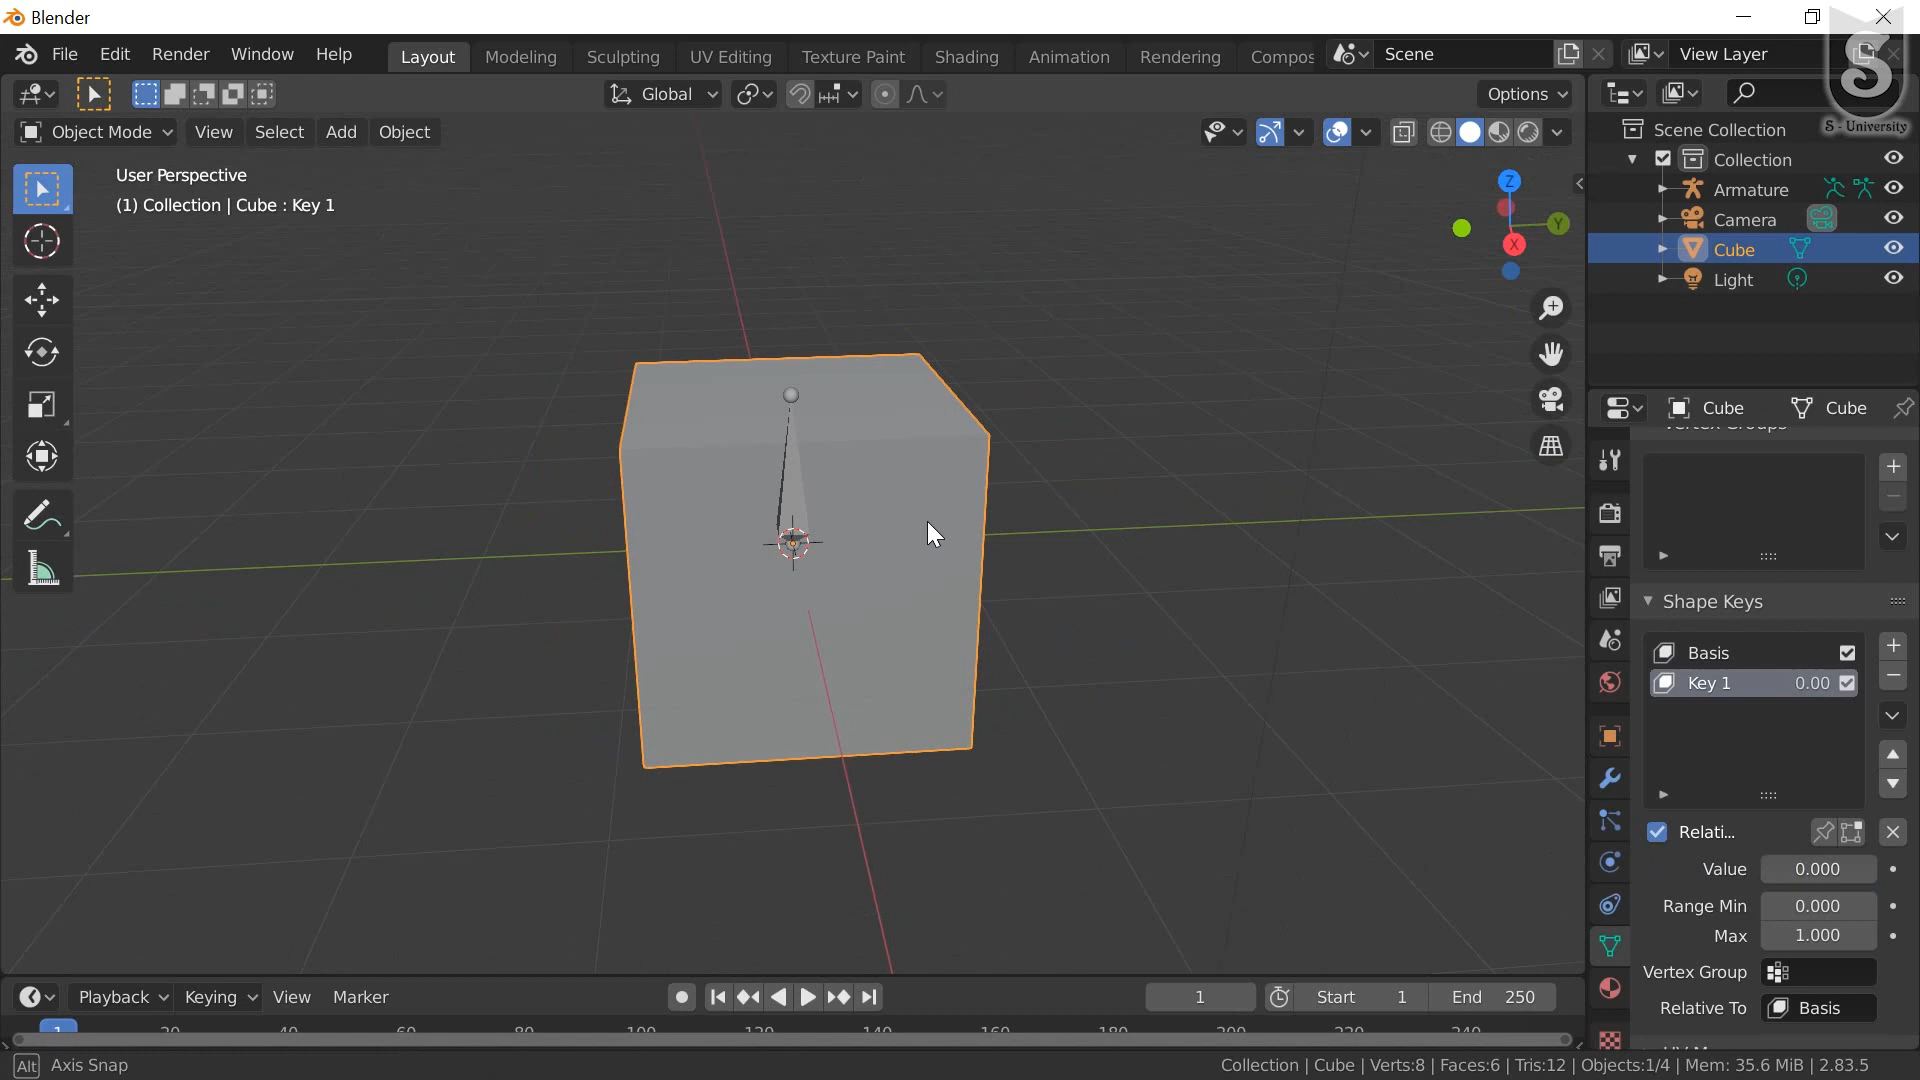 Blender
File Edit Render Window Help Layout Modeling Sculpting UV Editing Texture Paint Shading Animation Rendering Compos Scene View Layer
Global Options
Object Mode View Select Add Object
S - University
User Perspective
(1) Collection | Cube : Key 1
Z
Y
X
Scene Collection
Collection
Armature
Camera
Cube
Light
Cube Cube
Vertex Groups
Shape Keys
Basis
Key 1 0.00
Relati...
Value 0.000
Range Min 0.000
Max 1.000
Vertex Group
Relative To Basis
Playback Keying View Marker 1 Start 1 End 250
1 20 40 60 80 100 120 140 160 180 200 220 240
Alt Axis Snap
Collection | Cube | Verts:8 | Faces:6 | Tris:12 | Objects:1/4 | Mem: 35.6 MiB | 2.83.5